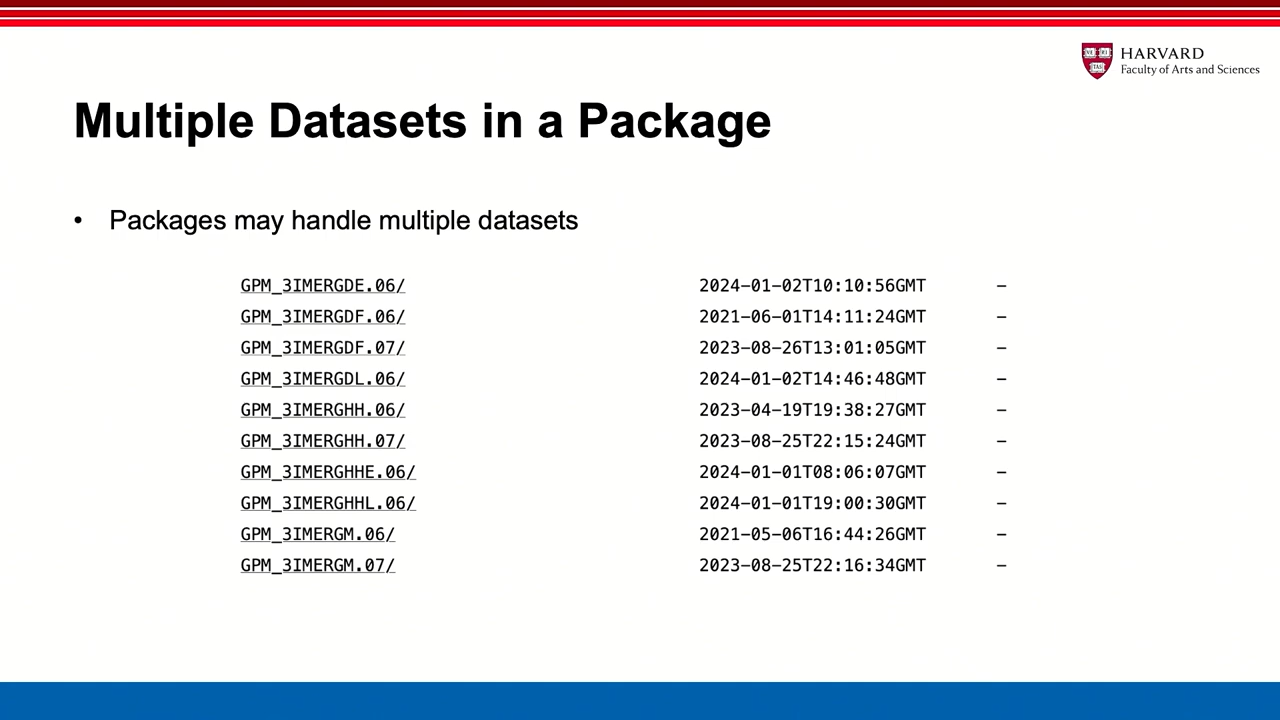 HARVARD
Faculty of Arts and Sciences
Multiple Datasets in a Package
• Packages may handle multiple datasets
GPM_3IMERGDE.06/ 2024-01-02T10:10:56GMT -
GPM_3IMERGDF.06/ 2021-06-01T14:11:24GMT -
GPM_3IMERGDF.07/ 2023-08-26T13:01:05GMT -
GPM_3IMERGDL.06/ 2024-01-02T14:46:48GMT -
GPM_3IMERGHH.06/ 2023-04-19T19:38:27GMT -
GPM_3IMERGHH.07/ 2023-08-25T22:15:24GMT -
GPM_3IMERGHHE.06/ 2024-01-01T08:06:07GMT -
GPM_3IMERGHHL.06/ 2024-01-01T19:00:30GMT -
GPM_3IMERGM.06/ 2021-05-06T16:44:26GMT -
GPM_3IMERGM.07/ 2023-08-25T22:16:34GMT -